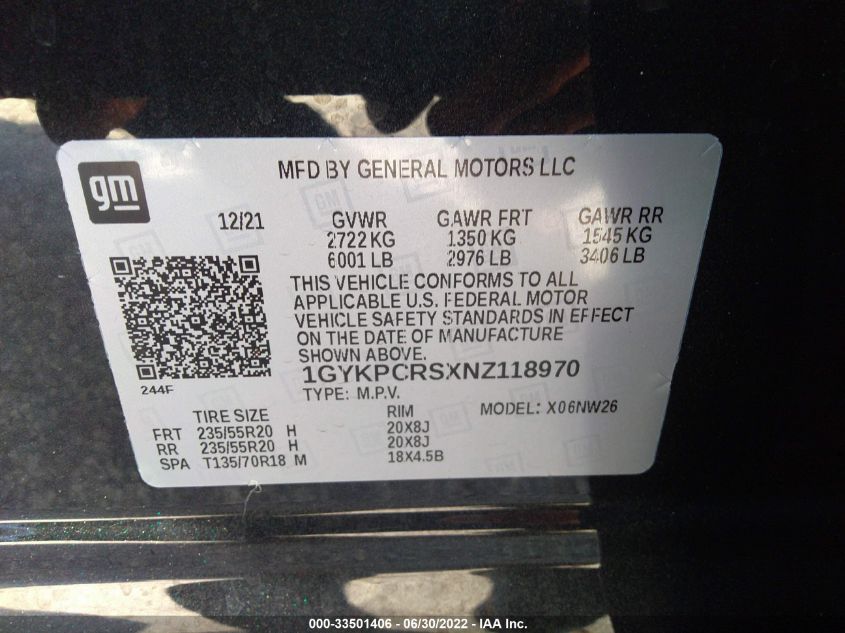 gm
MFD BY GENERAL MOTORS LLC
12/21 GVWR GAWR FRT GAWR RR
2722 KG 1350 KG 1545 KG
6001 LB 2976 LB 3406 LB
THIS VEHICLE CONFORMS TO ALL
APPLICABLE U.S. FEDERAL MOTOR
VEHICLE SAFETY STANDARDS IN EFFECT
ON THE DATE OF MANUFACTURE
SHOWN ABOVE.
244F
1GYKPCRSXNZ118970
TYPE: M.P.V.
TIRE SIZE RIM MODEL: X06NW26
FRT 235/55R20 H 20X8J
RR 235/55R20 H 20X8J
SPA T135/70R18 M 18X4.5B
000-33501406 - 06/30/2022 - IAA Inc.